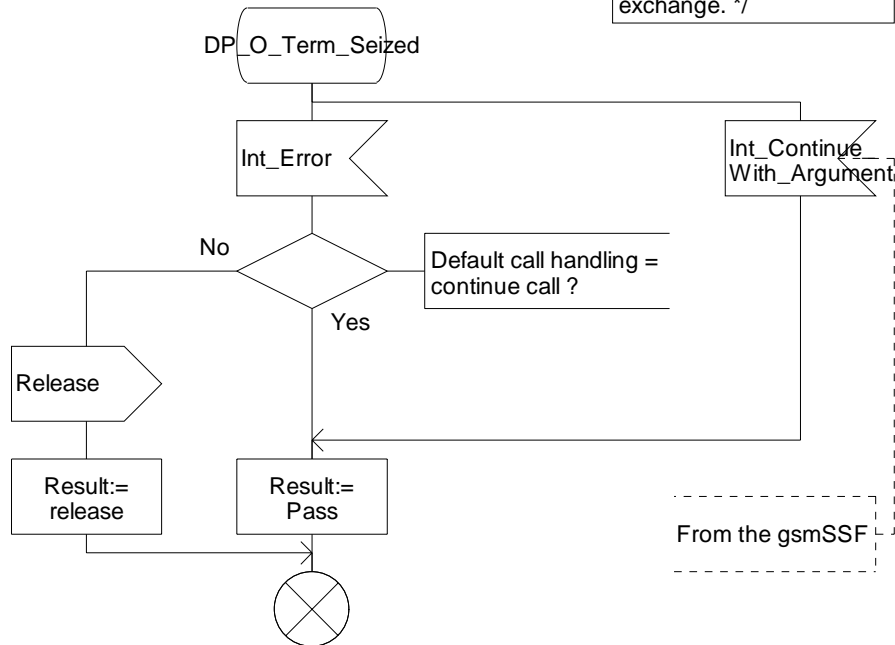 exchange. */
DP_O_Term_Seized
Int_Error
Int_Continue_
With_Argument
No
Default call handling =
continue call ?
Yes
Release
Result:=
release
Result:=
Pass
From the gsmSSF